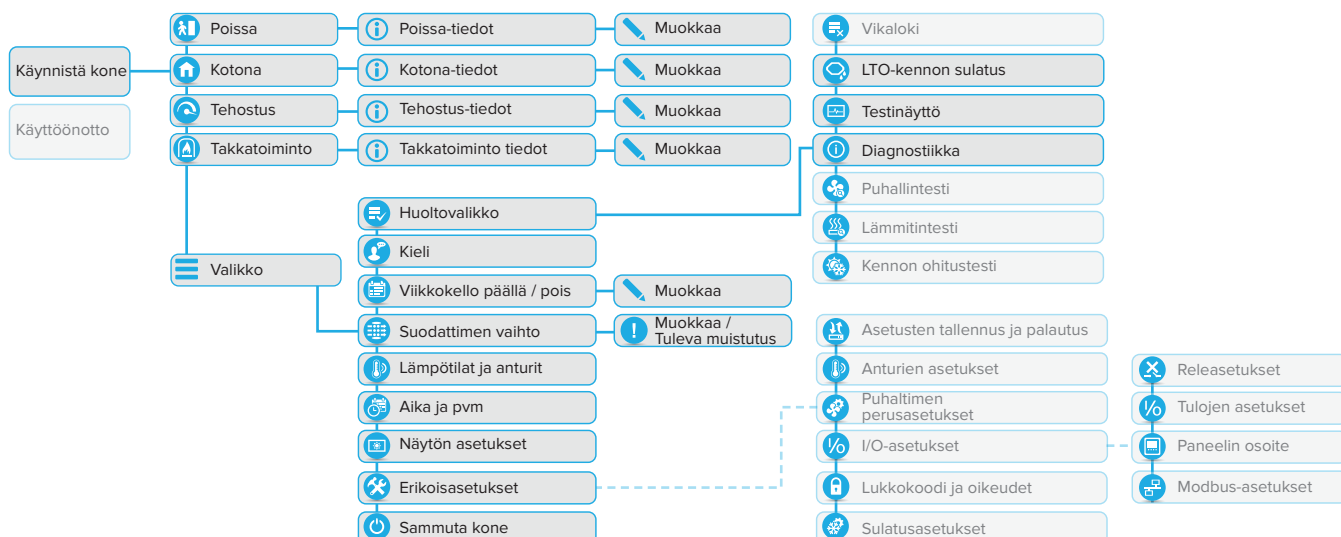 Käynnistä kone
Käyttöönotto
Poissa
Poissa-tiedot
Muokkaa
Kotona
Kotona-tiedot
Muokkaa
Tehostus
Tehostus-tiedot
Muokkaa
Takkatoiminto
Takkatoiminto tiedot
Muokkaa
Valikko
Huoltovalikko
Kieli
Viikkokello päällä / pois
Muokkaa
Suodattimen vaihto
Muokkaa /
Tuleva muistutus
Lämpötilat ja anturit
Aika ja pvm
Näytön asetukset
Erikoisasetukset
Sammuta kone
Vikaloki
LTO-kennon sulatus
Testinäyttö
Diagnostiikka
Puhallintesti
Lämmitintesti
Kennon ohitustesti
Asetusten tallennus ja palautus
Anturien asetukset
Puhaltimen
perusasetukset
I/O-asetukset
Lukkokoodi ja oikeudet
Sulatusasetukset
Releasetukset
Tulojen asetukset
Paneelin osoite
Modbus-asetukset